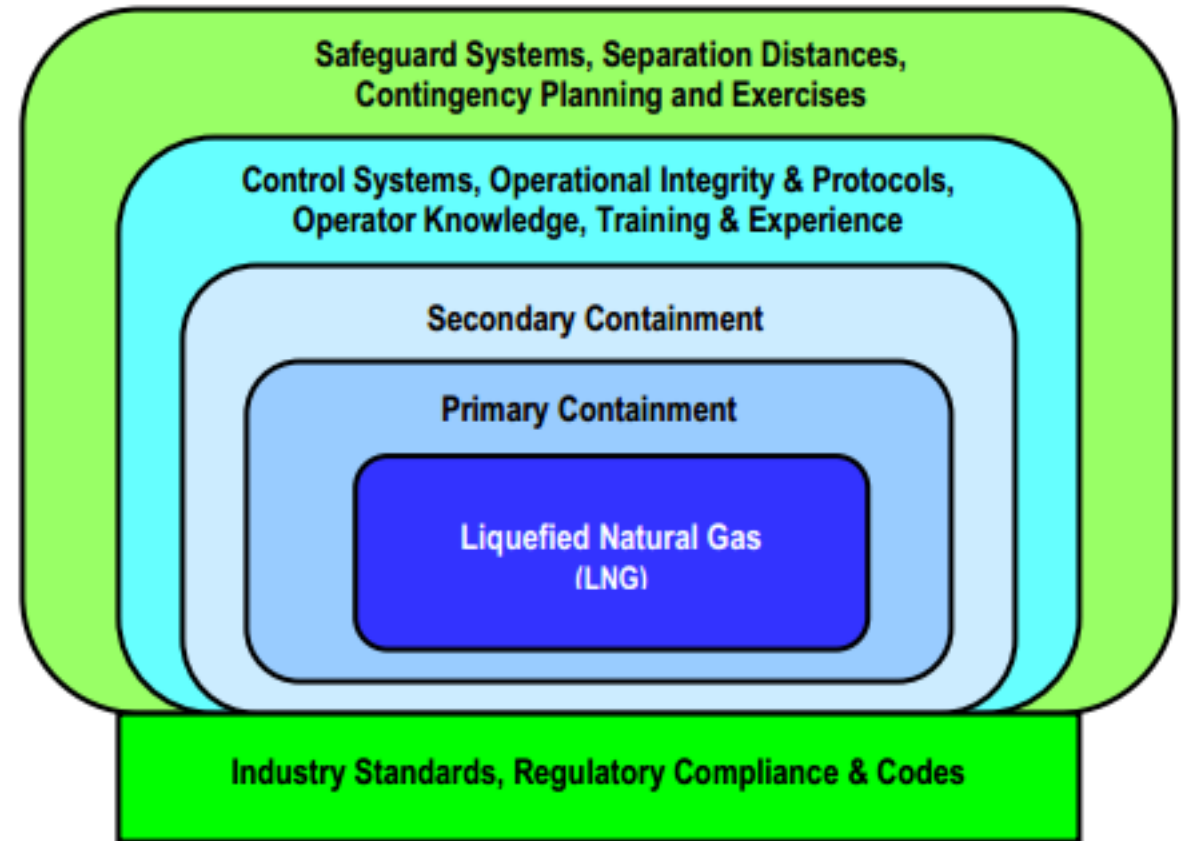 Safeguard Systems, Separation Distances,
Contingency Planning and Exercises
Control Systems, Operational Integrity & Protocols,
Operator Knowledge, Training & Experience
Secondary Containment
Primary Containment
Liquefied Natural Gas
(LNG)
Industry Standards, Regulatory Compliance & Codes